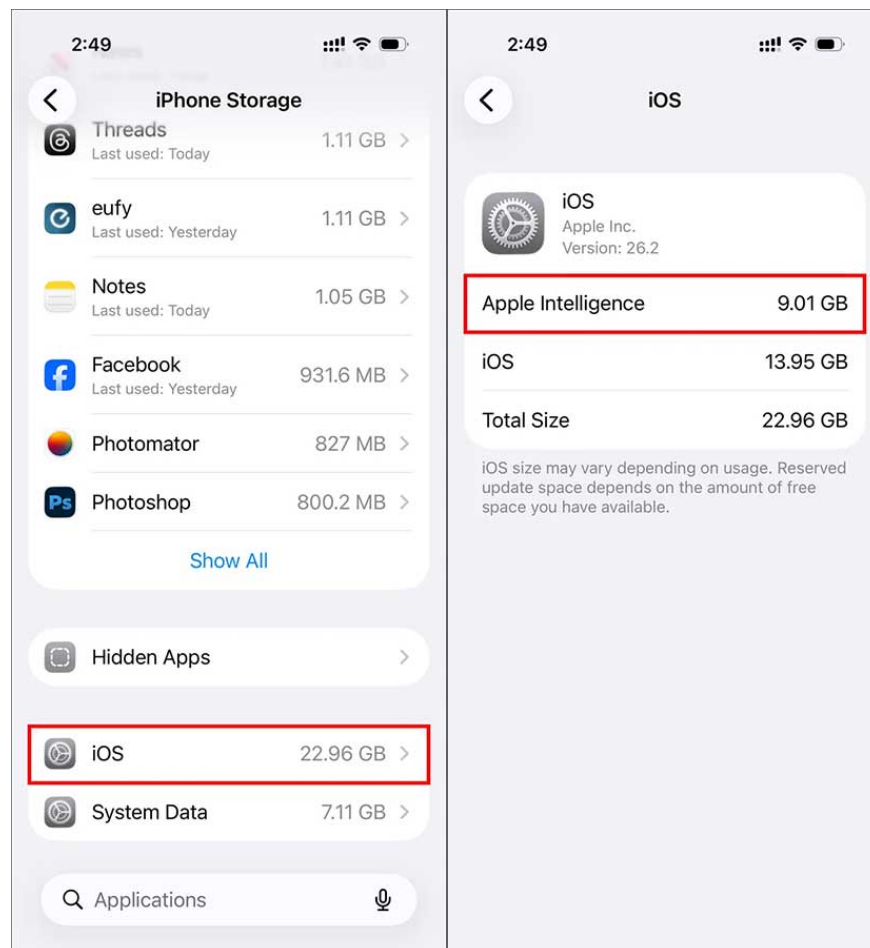 2:49
iPhone Storage
Threads
1.11 GB
Last used: Today
eufy
1.11 GB
Last used: Yesterday
Notes
1.05 GB
Last used: Today
Facebook
931.6 MB
Last used: Yesterday
Photomator
827 MB
Ps
Photoshop
800.2 MB
Show All
Hidden Apps
iOS
22.96 GB
System Data
7.11 GB
Applications
2:49
iOS
iOS
Apple Inc.
Version: 26.2
Apple Intelligence
9.01 GB
iOS
13.95 GB
Total Size
22.96 GB
iOS size may vary depending on usage. Reserved
update space depends on the amount of free
space you have available.